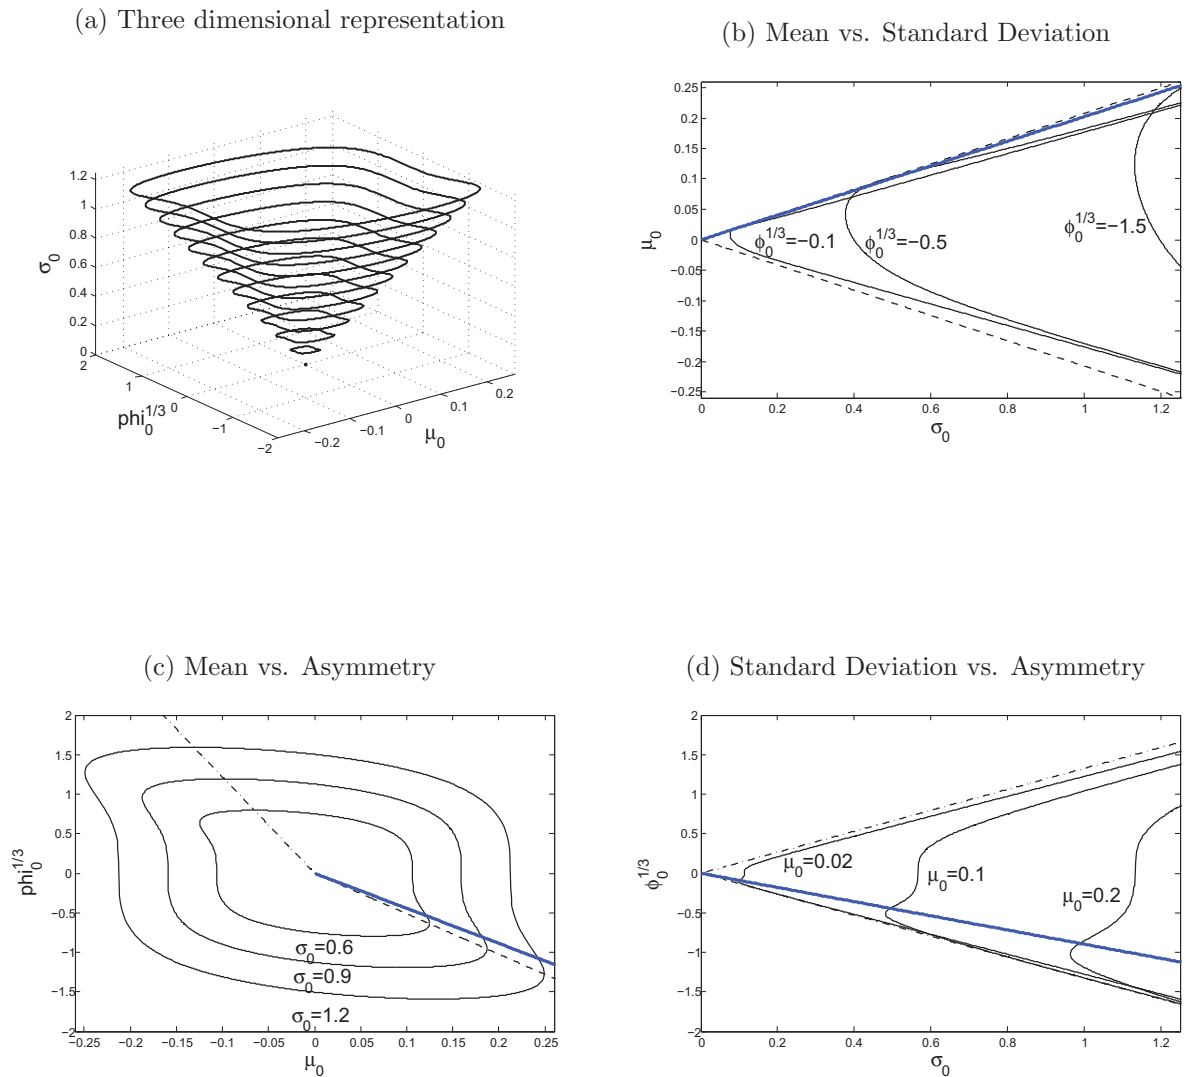 (a) Three dimensional representation
1.2
1
0.8
0.6
0.4
0.2
0
σ0
2
1
0
−1
−2
phi0^1/3
−0.2
−0.1
0
0.1
0.2
μ0
(b) Mean vs. Standard Deviation
0.25
0.2
0.15
0.1
0.05
0
−0.05
−0.1
−0.15
−0.2
−0.25
μ0
ϕ0^1/3=−0.1
ϕ0^1/3=−0.5
ϕ0^1/3=−1.5
0 0.2 0.4 0.6 0.8 1 1.2
σ0
(c) Mean vs. Asymmetry
2
1.5
1
0.5
0
−0.5
−1
−1.5
−2
phi0^1/3
σ0=0.6
σ0=0.9
σ0=1.2
−0.25 −0.2 −0.15 −0.1 −0.05 0 0.05 0.1 0.15 0.2 0.25
μ0
(d) Standard Deviation vs. Asymmetry
2
1.5
1
0.5
0
−0.5
−1
−1.5
−2
ϕ0^1/3
μ0=0.02
μ0=0.1
μ0=0.2
0 0.2 0.4 0.6 0.8 1 1.2
σ0